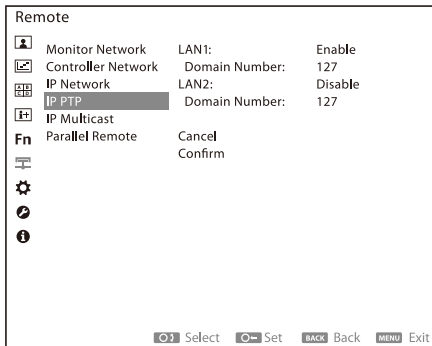 Remote
Monitor Network LAN1: Enable
Controller Network Domain Number: 127
IP Network LAN2: Disable
IP PTP Domain Number: 127
IP Multicast
Parallel Remote Cancel
Fn Confirm
Select Set BACK Back MENU Exit